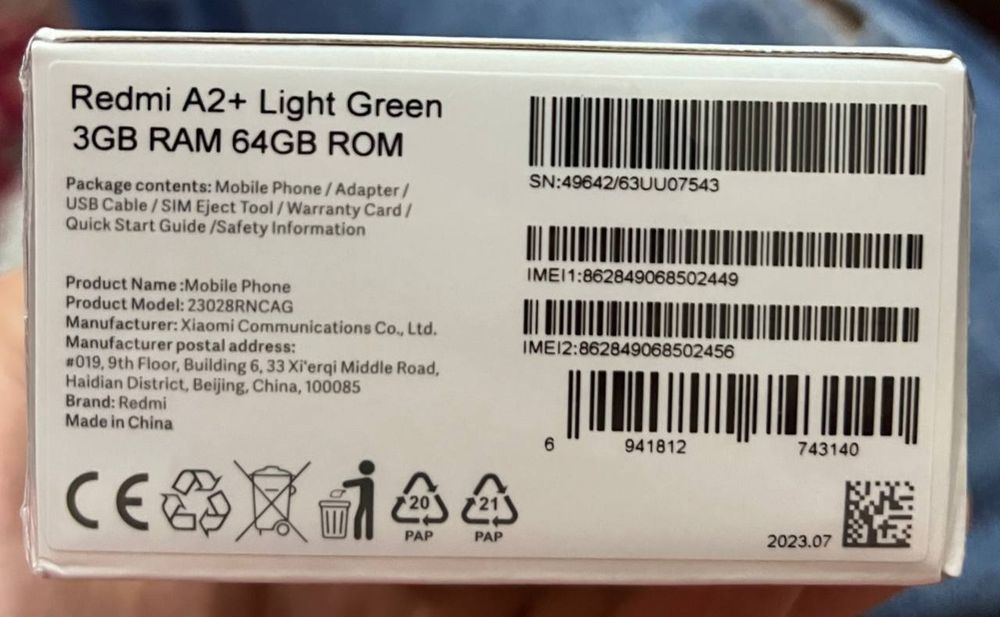 Redmi A2+ Light Green
3GB RAM 64GB ROM
Package contents: Mobile Phone / Adapter /
USB Cable / SIM Eject Tool / Warranty Card /
Quick Start Guide /Safety Information
Product Name :Mobile Phone
Product Model: 23028RNCAG
Manufacturer: Xiaomi Communications Co., Ltd.
Manufacturer postal address:
#019, 9th Floor, Building 6, 33 Xi'erqi Middle Road,
Haidian District, Beijing, China, 100085
Brand: Redmi
Made in China
CE
20
PAP
21
PAP
SN:49642/63UU07543
IMEI1:862849068502449
IMEI2:862849068502456
6 941812 743140
2023.07